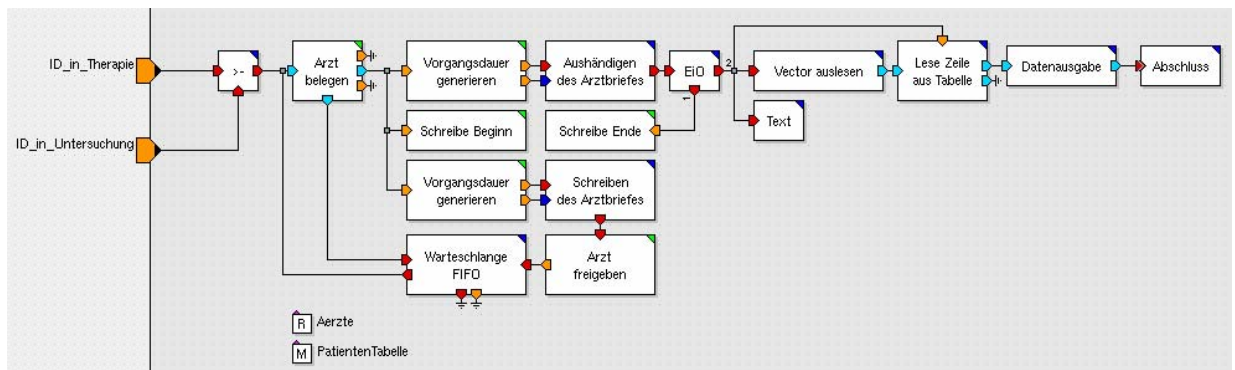 ID_in_Therapie
ID_in_Untersuchung
>-
Arzt
belegen
Vorgangsdauer
generieren
Aushändigen
des Arztbriefes
EiO
2
1
Vector auslesen
Lese Zeile
aus Tabelle
Datenausgabe
Abschluss
Text
Schreibe Beginn
Schreibe Ende
Vorgangsdauer
generieren
Schreiben
des Arztbriefes
Warteschlange
FIFO
Arzt
freigeben
R Aerzte
M PatientenTabelle